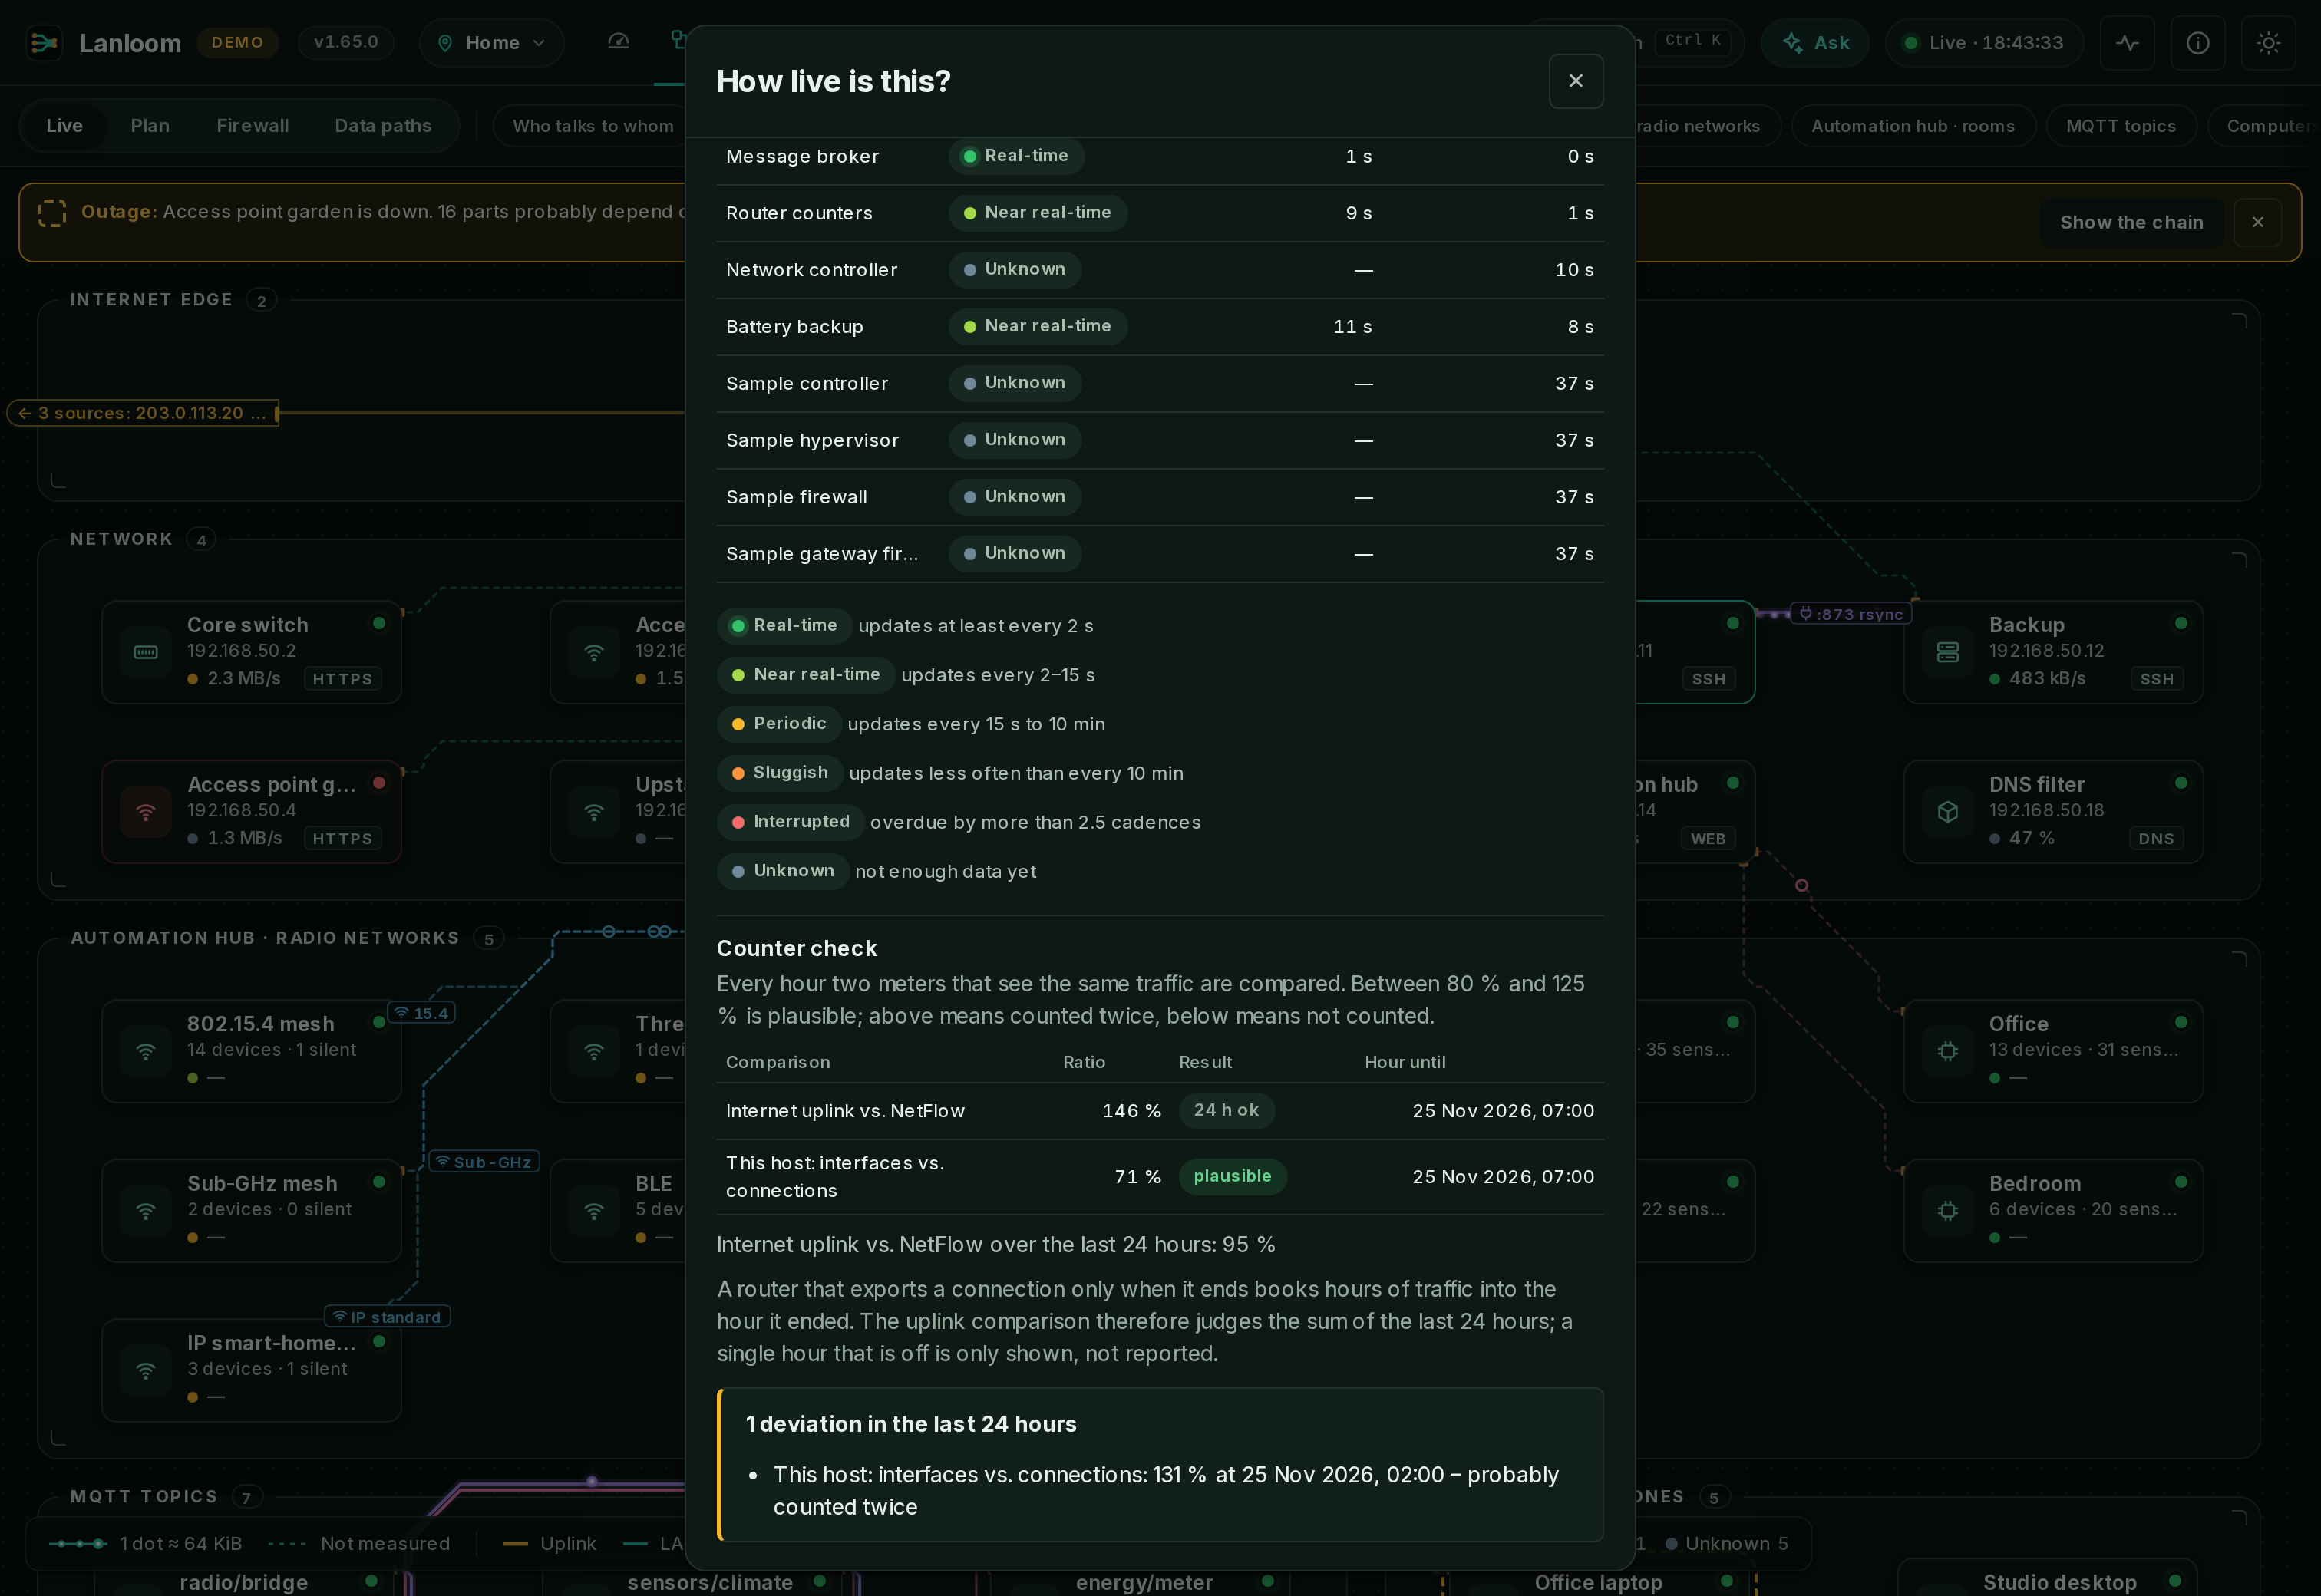 Lanloom DEMO v1.65.0 Home Ctrl K Ask Live · 18:43:33
How live is this?
Live Plan Firewall Data paths Who talks to whom radio networks Automation hub · rooms MQTT topics
Outage: Access point garden is down. 16 parts probably depend Show the chain
Message broker Real-time 1 s 0 s
Router counters Near real-time 9 s 1 s
Network controller Unknown — 10 s
Battery backup Near real-time 11 s 8 s
Sample controller Unknown — 37 s
Sample hypervisor Unknown — 37 s
Sample firewall Unknown — 37 s
Sample gateway fir... Unknown — 37 s
Real-time updates at least every 2 s
Near real-time updates every 2–15 s
Periodic updates every 15 s to 10 min
Sluggish updates less often than every 10 min
Interrupted overdue by more than 2.5 cadences
Unknown not enough data yet
Counter check
Every hour two meters that see the same traffic are compared. Between 80 % and 125
% is plausible; above means counted twice, below means not counted.
Comparison Ratio Result Hour until
Internet uplink vs. NetFlow 146 % 24 h ok 25 Nov 2026, 07:00
This host: interfaces vs.
connections 71 % plausible 25 Nov 2026, 07:00
Internet uplink vs. NetFlow over the last 24 hours: 95 %
A router that exports a connection only when it ends books hours of traffic into the
hour it ended. The uplink comparison therefore judges the sum of the last 24 hours; a
single hour that is off is only shown, not reported.
1 deviation in the last 24 hours
• This host: interfaces vs. connections: 131 % at 25 Nov 2026, 02:00 – probably
counted twice
INTERNET EDGE 2
← 3 sources: 203.0.113.20 ...
NETWORK 4
Core switch
192.168.50.2
2.3 MB/s HTTPS
Access point g...
192.168.50.4
1.3 MB/s HTTPS
:873 rsync
SSH
Backup
192.168.50.12
483 kB/s SSH
hub
WEB
DNS filter
192.168.50.18
47 % DNS
AUTOMATION HUB · RADIO NETWORKS 5
802.15.4 mesh
14 devices · 1 silent
—
15.4
Sub-GHz mesh
2 devices · 0 silent
—
Sub-GHz
BLE
—
IP standard
IP smart-home...
3 devices · 1 silent
—
35 sens...
Office
13 devices · 31 sens...
—
22 sens...
Bedroom
6 devices · 20 sens...
—
MQTT TOPICS 7
5
1 dot ≈ 64 KiB Not measured Uplink Unknown 5
radio/bridge sensors/climate energy/meter Office laptop Studio desktop